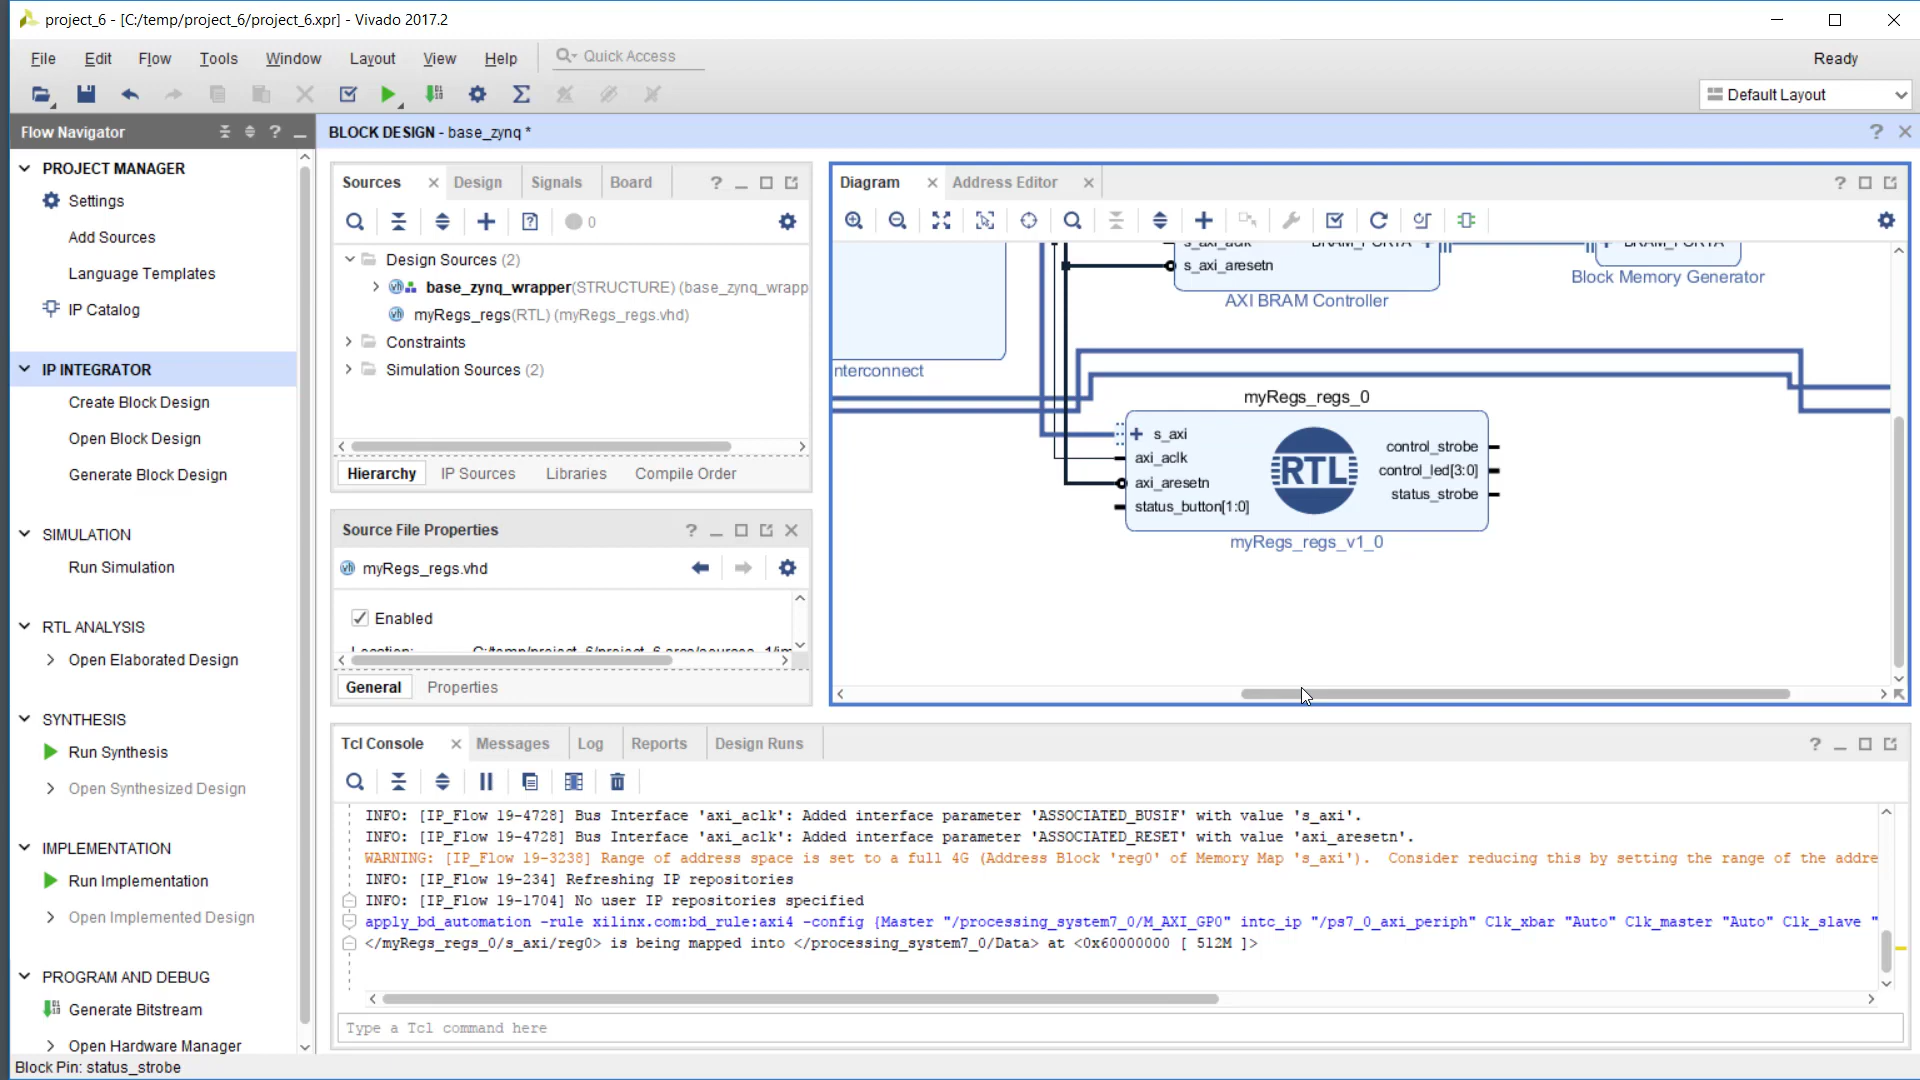 project_6 - [C:/temp/project_6/project_6.xpr] - Vivado 2017.2
File Edit Flow Tools Window Layout View Help Quick Access Ready
Default Layout
Flow Navigator
PROJECT MANAGER
Settings
Add Sources
Language Templates
IP Catalog
IP INTEGRATOR
Create Block Design
Open Block Design
Generate Block Design
SIMULATION
Run Simulation
RTL ANALYSIS
Open Elaborated Design
SYNTHESIS
Run Synthesis
Open Synthesized Design
IMPLEMENTATION
Run Implementation
Open Implemented Design
PROGRAM AND DEBUG
Generate Bitstream
Open Hardware Manager
BLOCK DESIGN - base_zynq *
Sources Design Signals Board
0
Design Sources (2)
base_zynq_wrapper(STRUCTURE) (base_zynq_wrapp
myRegs_regs(RTL) (myRegs_regs.vhd)
Constraints
Simulation Sources (2)
Hierarchy IP Sources Libraries Compile Order
Source File Properties
myRegs_regs.vhd
Enabled
General Properties
Diagram Address Editor
s_axi_aclk BRAM_PORTA BRAM_PORTA
s_axi_aresetn
Block Memory Generator
AXI BRAM Controller
nterconnect
myRegs_regs_0
s_axi
axi_aclk
axi_aresetn
status_button[1:0]
RTL
control_strobe
control_led[3:0]
status_strobe
myRegs_regs_v1_0
Tcl Console Messages Log Reports Design Runs
INFO: [IP_Flow 19-4728] Bus Interface 'axi_aclk': Added interface parameter 'ASSOCIATED_BUSIF' with value 's_axi'.
INFO: [IP_Flow 19-4728] Bus Interface 'axi_aclk': Added interface parameter 'ASSOCIATED_RESET' with value 'axi_aresetn'.
WARNING: [IP_Flow 19-3238] Range of address space is set to a full 4G (Address Block 'reg0' of Memory Map 's_axi').  Consider reducing this by setting the range of the addre
INFO: [IP_Flow 19-234] Refreshing IP repositories
INFO: [IP_Flow 19-1704] No user IP repositories specified
apply_bd_automation -rule xilinx.com:bd_rule:axi4 -config {Master "/processing_system7_0/M_AXI_GP0" intc_ip "/ps7_0_axi_periph" Clk_xbar "Auto" Clk_master "Auto" Clk_slave "
</myRegs_regs_0/s_axi/reg0> is being mapped into </processing_system7_0/Data> at <0x60000000 [ 512M ]>
Type a Tcl command here
Block Pin: status_strobe